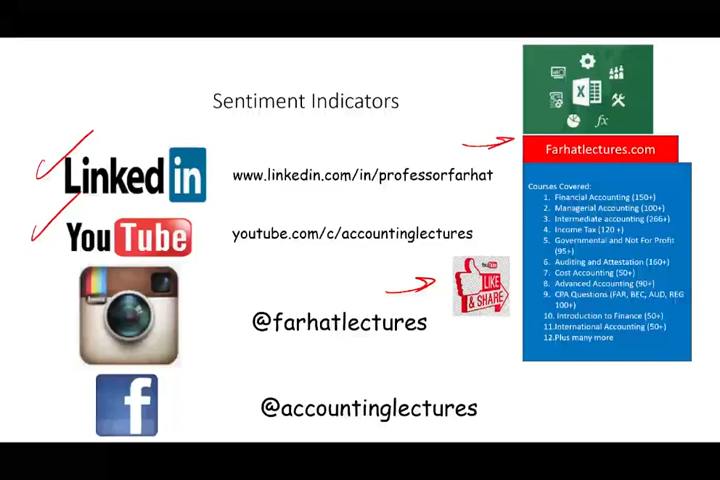 Sentiment Indicators
Farhatlectures.com
Linked in
www.linkedin.com/in/professorfarhat
YouTube
youtube.com/c/accountinglectures
YouTube
LIKE
& SHARE
@farhatlectures
f
@accountinglectures
X
fx
Courses Covered:
1. Financial Accounting (150+)
2. Managerial Accounting (100+)
3. Intermediate accounting (266+)
4. Income Tax (120 +)
5. Governmental and Not For Profit
(95+)
6. Auditing and Attestation (160+)
7. Cost Accounting (50+)
8. Advanced Accounting (90+)
9. CPA Questions (FAR, BEC, AUD, REG
100+)
10. Introduction to Finance (50+)
11.International Accounting (50+)
12.Plus many more